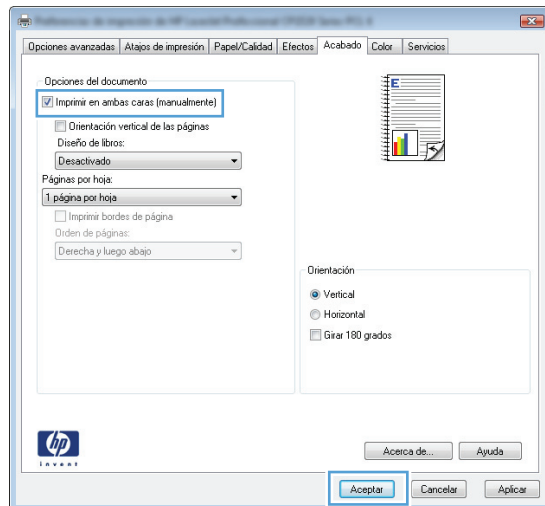 Opciones avanzadas Atajos de impresión Papel/Calidad Efectos Acabado Color Servicios
Opciones del documento
Imprimir en ambas caras (manualmente)
Orientación vertical de las páginas
Diseño de libros:
Desactivado
Páginas por hoja:
1 página por hoja
Imprimir bordes de página
Orden de páginas:
Derecha y luego abajo
E
Orientación
Vertical
Horizontal
Girar 180 grados
hp
invent
Acerca de... Ayuda
Aceptar Cancelar Aplicar